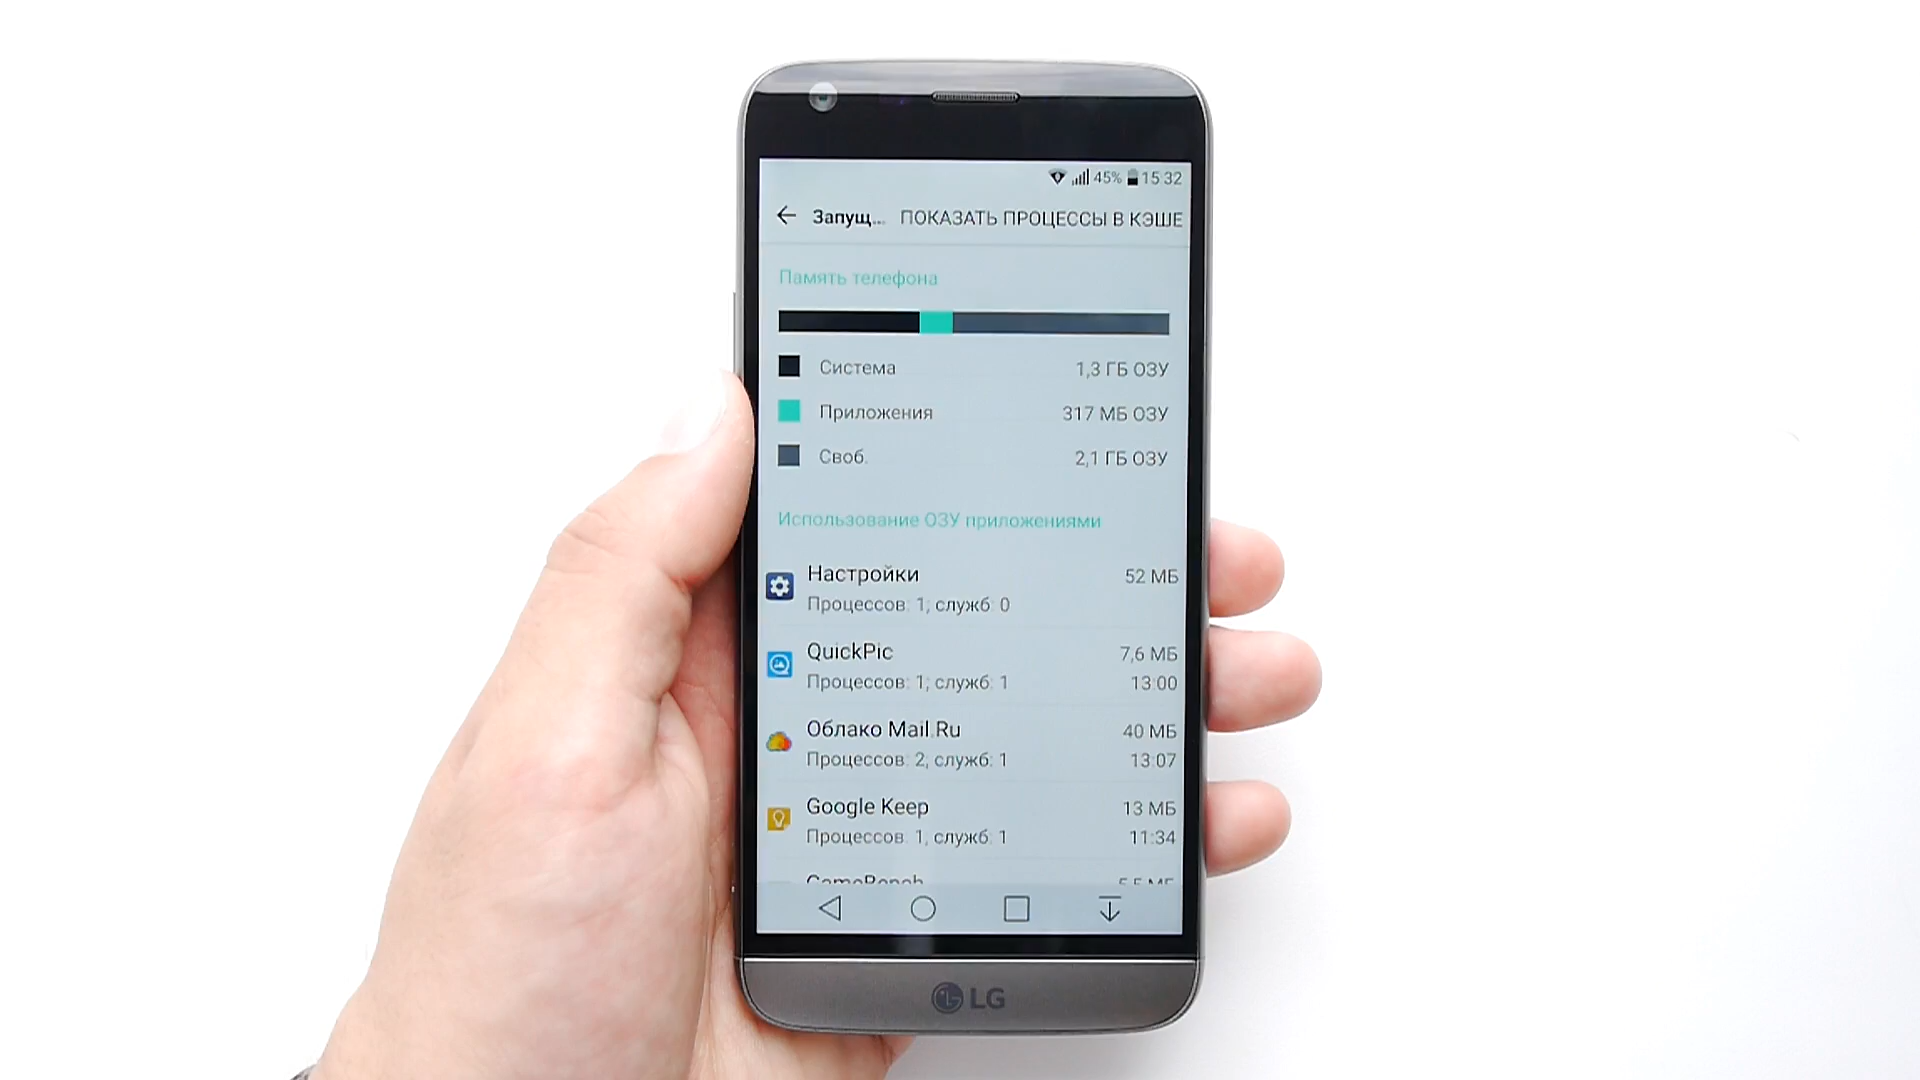 45% 15:32
Запущ... ПОКАЗАТЬ ПРОЦЕССЫ В КЭШЕ
Память телефона
Система 1,3 ГБ ОЗУ
Приложения 317 МБ ОЗУ
Своб. 2,1 ГБ ОЗУ
Использование ОЗУ приложениями
Настройки 52 МБ
Процессов: 1, служб: 0
QuickPic 7,6 МБ
Процессов: 1, служб: 1 13:00
Облако Mail.Ru 40 МБ
Процессов: 2, служб: 1 13:07
Google Keep 13 МБ
Процессов: 1, служб: 1 11:34
GameBench
LG